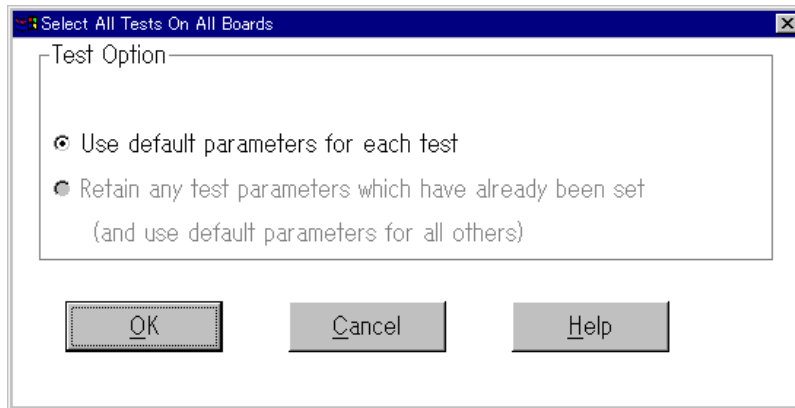 Select All Tests On All Boards
Test Option
Use default parameters for each test
Retain any test parameters which have already been set
(and use default parameters for all others)
OK Cancel Help